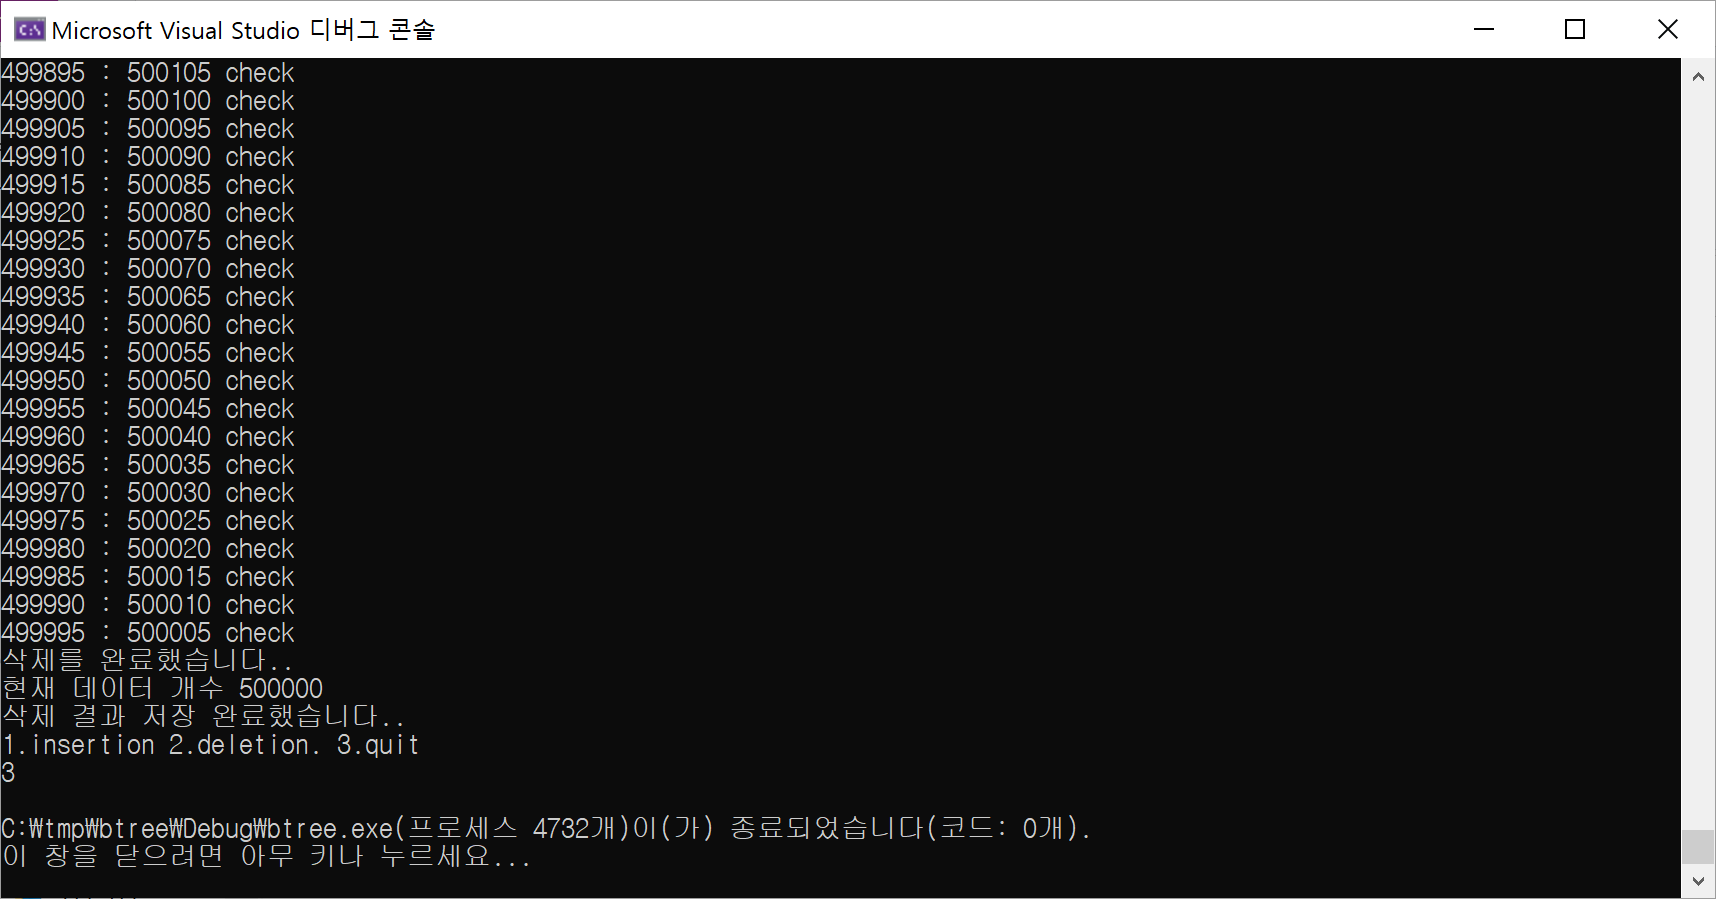 Microsoft Visual Studio 디버그 콘솔
499895 : 500105 check
499900 : 500100 check
499905 : 500095 check
499910 : 500090 check
499915 : 500085 check
499920 : 500080 check
499925 : 500075 check
499930 : 500070 check
499935 : 500065 check
499940 : 500060 check
499945 : 500055 check
499950 : 500050 check
499955 : 500045 check
499960 : 500040 check
499965 : 500035 check
499970 : 500030 check
499975 : 500025 check
499980 : 500020 check
499985 : 500015 check
499990 : 500010 check
499995 : 500005 check
삭제를 완료했습니다..
현재 데이터 개수 500000
삭제 결과 저장 완료했습니다..
1.insertion 2.deletion. 3.quit
3
C:₩tmp₩btree₩Debug₩btree.exe(프로세스 4732개)이(가) 종료되었습니다(코드: 0개).
이 창을 닫으려면 아무 키나 누르세요...